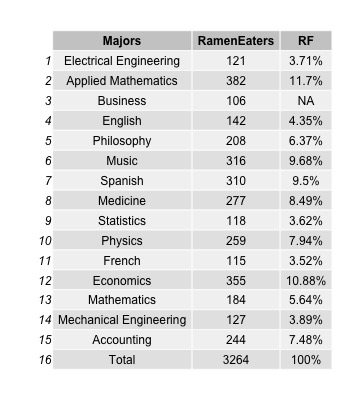 Majors RamenEaters RF
1 Electrical Engineering 121 3.71%
2 Applied Mathematics 382 11.7%
3 Business 106 NA
4 English 142 4.35%
5 Philosophy 208 6.37%
6 Music 316 9.68%
7 Spanish 310 9.5%
8 Medicine 277 8.49%
9 Statistics 118 3.62%
10 Physics 259 7.94%
11 French 115 3.52%
12 Economics 355 10.88%
13 Mathematics 184 5.64%
14 Mechanical Engineering 127 3.89%
15 Accounting 244 7.48%
16 Total 3264 100%